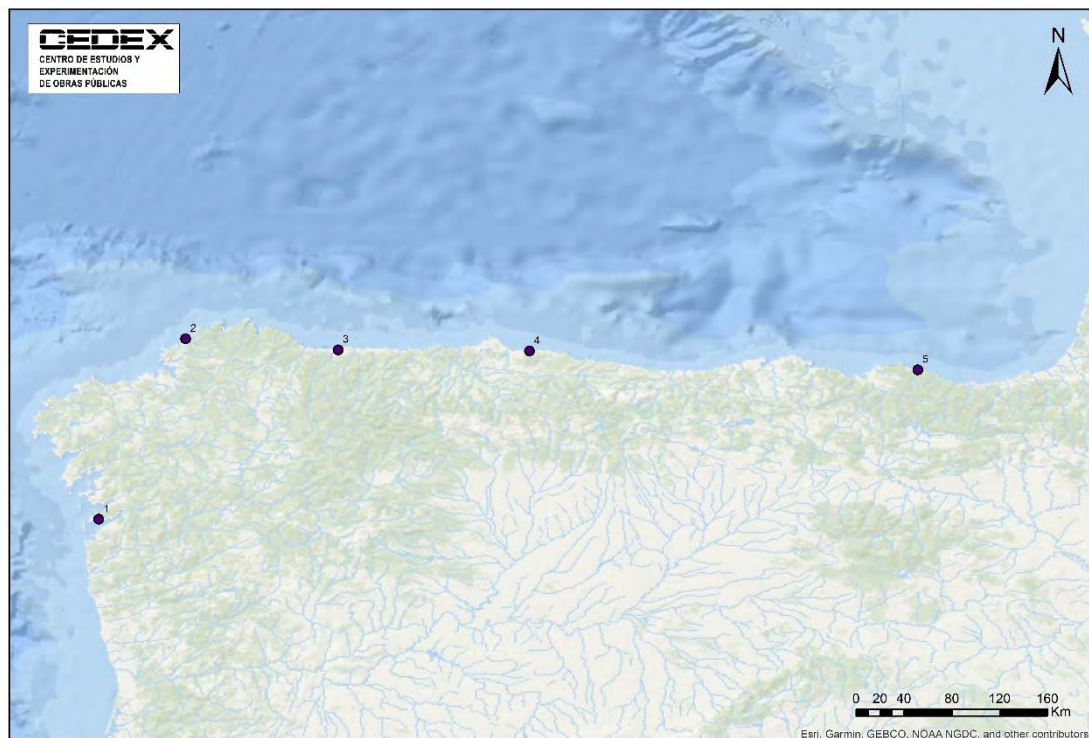 CEDEX
CENTRO DE ESTUDIOS Y
EXPERIMENTACIÓN
DE OBRAS PÚBLICAS
N
2
3
4
5
1
0 20 40 80 120 160
Km
Esri, Garmin, GEBCO, NOAA NGDC, and other contributors